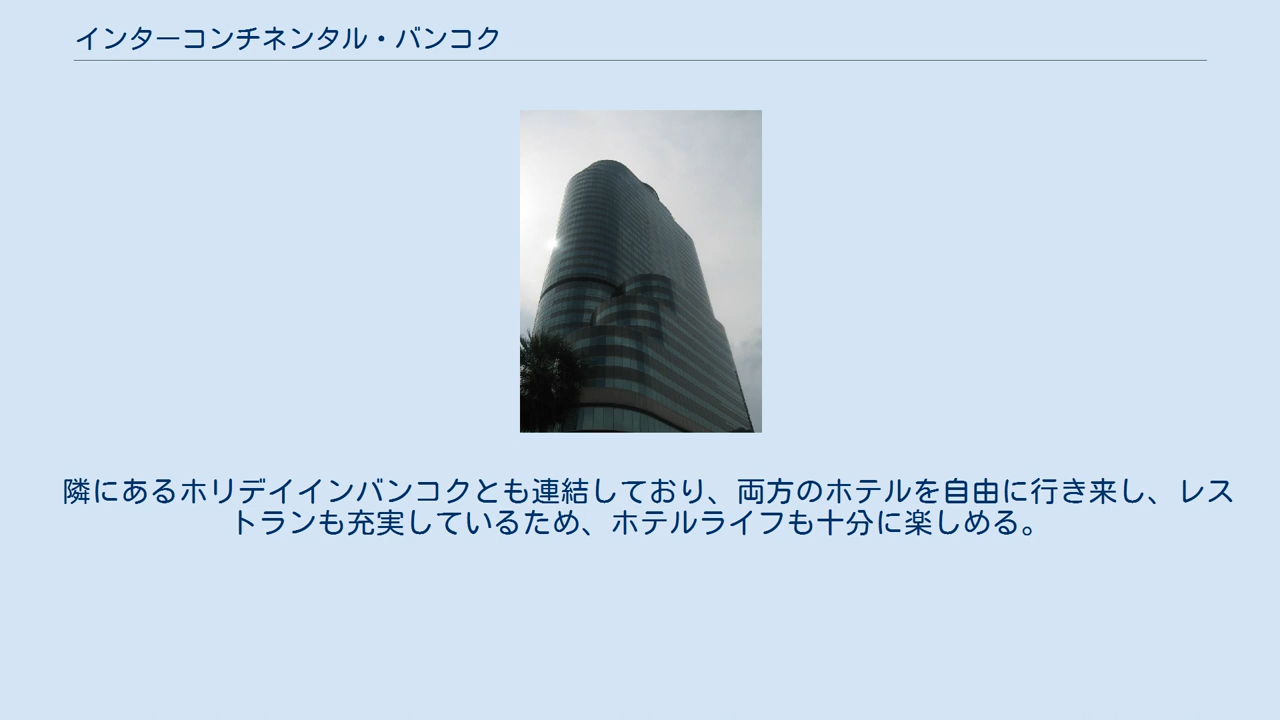 インターコンチネンタル・バンコク
隣にあるホリデイインバンコクとも連結しており、両方のホテルを自由に行き来し、レス
トランも充実しているため、ホテルライフも十分に楽しめる。